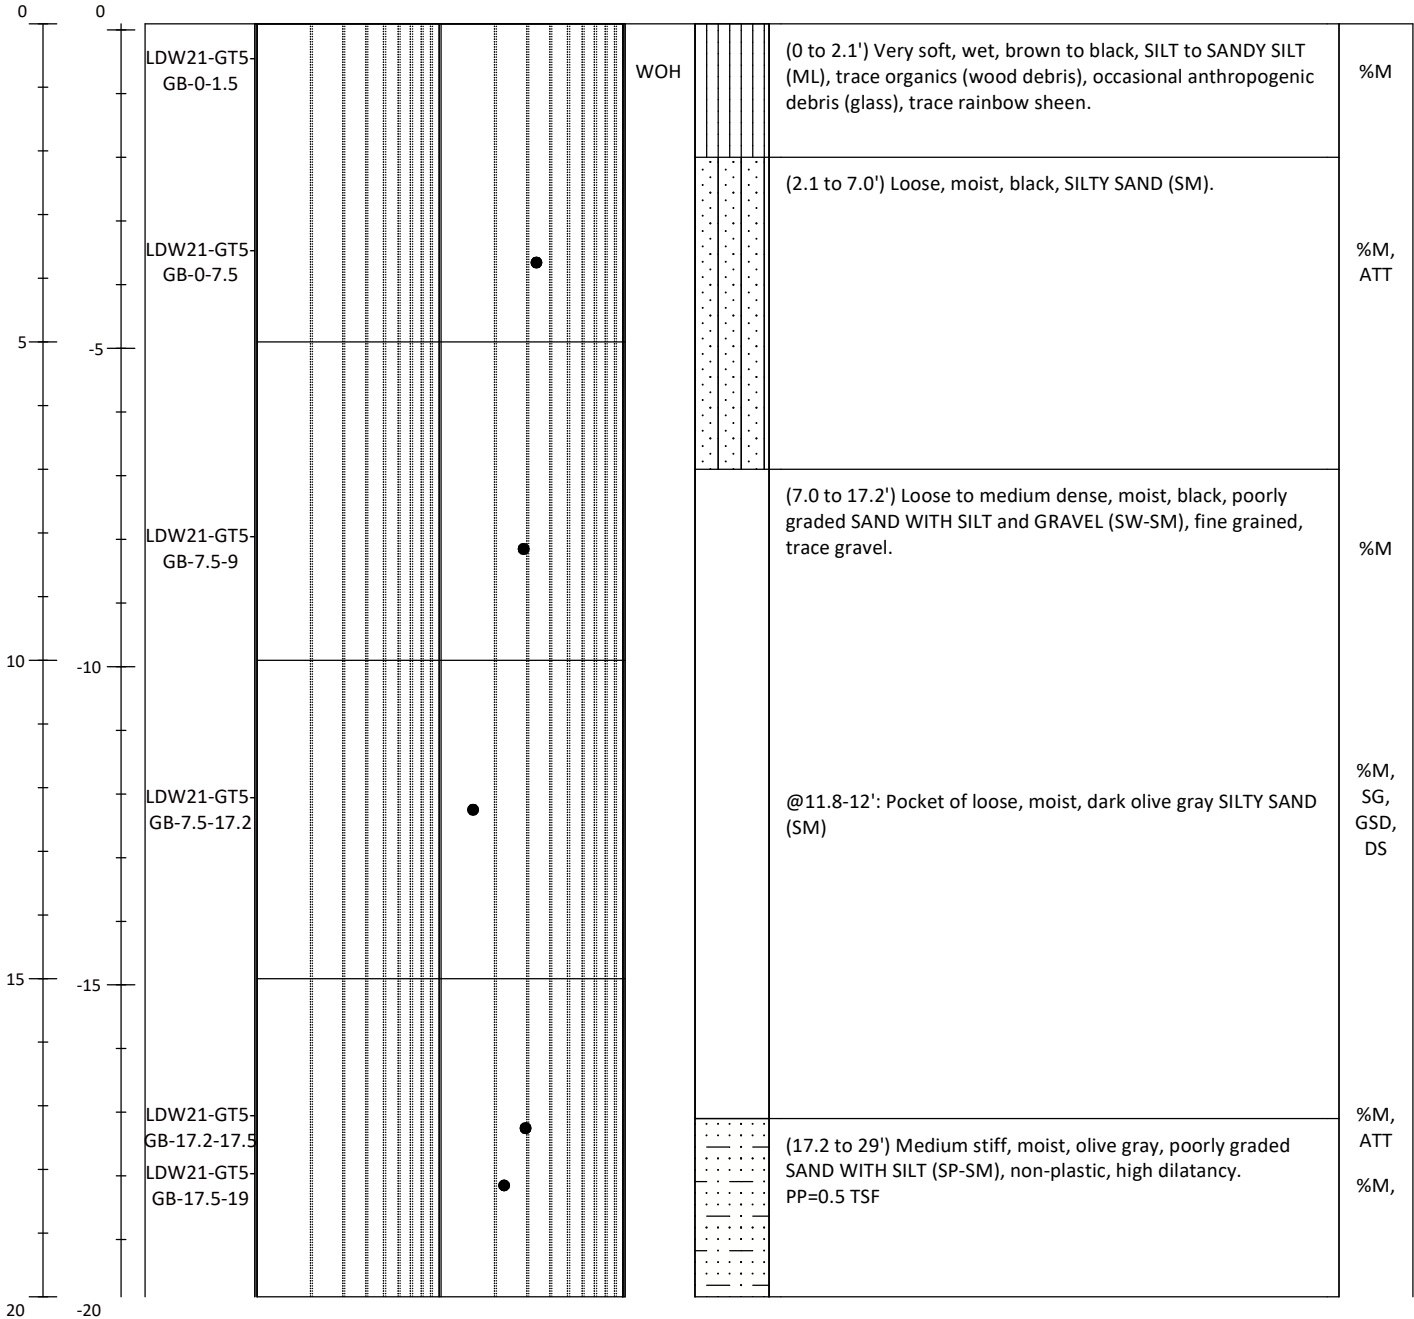 0
0
LDW21-GT5-
GB-0-1.5
WOH
(0 to 2.1') Very soft, wet, brown to black, SILT to SANDY SILT
(ML), trace organics (wood debris), occasional anthropogenic
debris (glass), trace rainbow sheen.
%M
(2.1 to 7.0') Loose, moist, black, SILTY SAND (SM).
LDW21-GT5-
GB-0-7.5
%M,
ATT
5
-5
(7.0 to 17.2') Loose to medium dense, moist, black, poorly
graded SAND WITH SILT and GRAVEL (SW-SM), fine grained,
trace gravel.
LDW21-GT5-
GB-7.5-9
%M
10
-10
LDW21-GT5-
GB-7.5-17.2
@11.8-12': Pocket of loose, moist, dark olive gray SILTY SAND
(SM)
%M,
SG,
GSD,
DS
15
-15
LDW21-GT5-
GB-17.2-17.5
%M,
ATT
(17.2 to 29') Medium stiff, moist, olive gray, poorly graded
SAND WITH SILT (SP-SM), non-plastic, high dilatancy.
PP=0.5 TSF
LDW21-GT5-
GB-17.5-19
%M,
20
-20